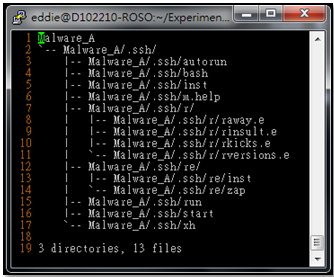 eddie@D102210-ROSO:~/Experimen...
1 Malware_A
2 `-- Malware_A/.ssh/
3 |-- Malware_A/.ssh/autorun
4 |-- Malware_A/.ssh/bash
5 |-- Malware_A/.ssh/inst
6 |-- Malware_A/.ssh/m.help
7 |-- Malware_A/.ssh/r/
8 | |-- Malware_A/.ssh/r/raway.e
9 | |-- Malware_A/.ssh/r/rinsult.e
10 | |-- Malware_A/.ssh/r/rkicks.e
11 | `-- Malware_A/.ssh/r/rversions.e
12 |-- Malware_A/.ssh/re/
13 | |-- Malware_A/.ssh/re/inst
14 | `-- Malware_A/.ssh/re/zap
15 |-- Malware_A/.ssh/run
16 |-- Malware_A/.ssh/start
17 `-- Malware_A/.ssh/xh
18
19 3 directories, 13 files